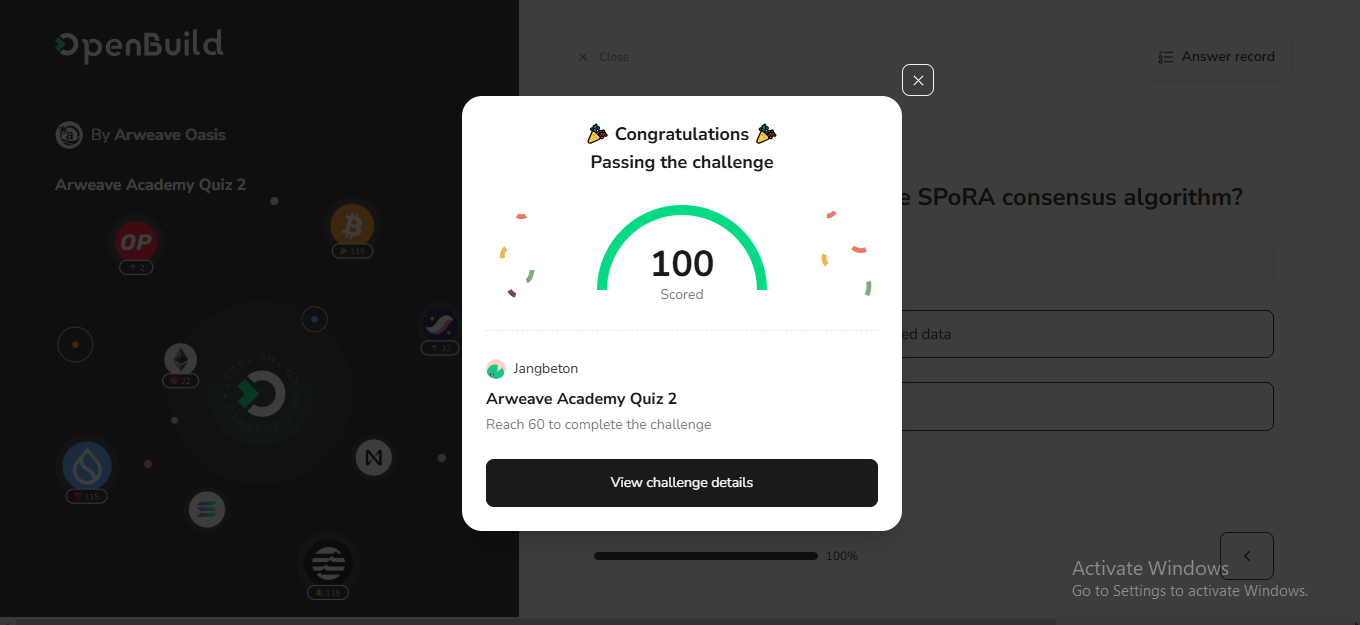 OpenBuild
Close
Answer record
By Arweave Oasis
Arweave Academy Quiz 2
🎉 Congratulations 🎉
Passing the challenge
100
Scored
Jangbeton
Arweave Academy Quiz 2
Reach 60 to complete the challenge
View challenge details
SPoRA consensus algorithm?
data
100%
OP
2
115
32
22
115
115
Activate Windows
Go to Settings to activate Windows.